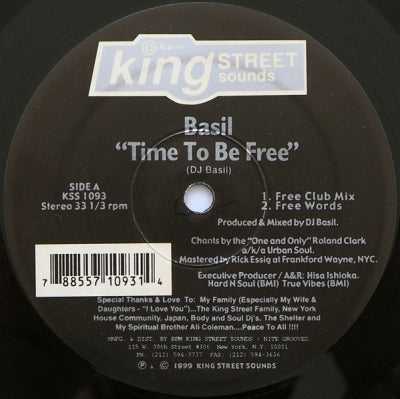 bpm
king STREET
sounds
Basil
"Time To Be Free"
(DJ Basil)
SIDE A
KSS 1093
Stereo 33 1/3 rpm
1. Free Club Mix
2. Free Words
Produced & Mixed by DJ Basil.
Chants by the "One and Only" Roland Clark
a/k/a Urban Soul.
Mastered by Rick Essig at Frankford Wayne, NYC.
Executive Producer / A&R: Hisa Ishioka.
Hard N Soul (BMI) True Vibes (BMI)
7 88557 10931 4
Special Thanks & Love To: My Family (Especially My Wife &
Daughters - "I Love You")...The King Street Family, New York
House Community, Japan, Body and Soul Dj's, The Shelter and
My Spiritual Brother Ali Coleman....Peace To All !!!!
MNFG. & DIST. BY BPM KING STREET SOUNDS / NITE GROOVES
115 W. 30th Street #306 New York, N.Y. 10001
PH: (212) 594-3737 FAX: (212) 594-3636
℗ & © 1999 KING STREET SOUNDS